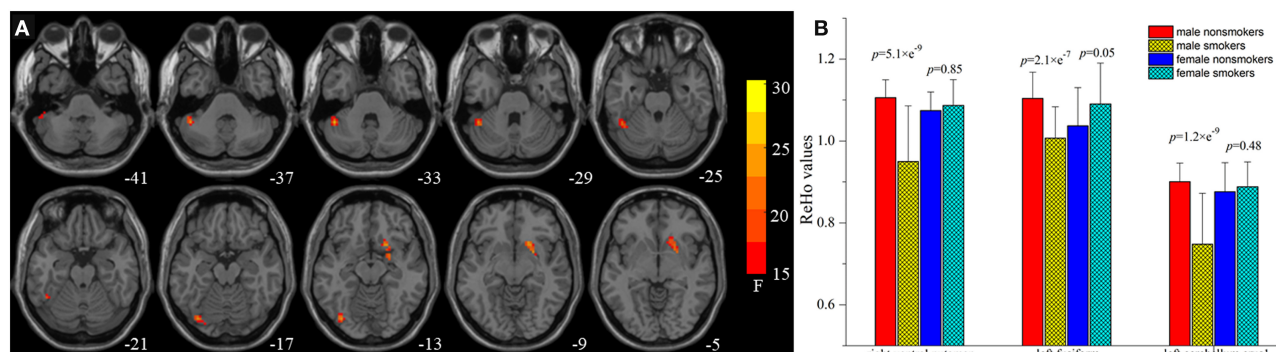 A
-41
-37
-33
-29
-25
-21
-17
-13
-9
-5
30
25
20
15
F
B
ReHo values
1.2
1.0
0.8
0.6
p=5.1×e⁻⁹
p=0.85
p=2.1×e⁻⁷
p=0.05
p=1.2×e⁻⁹
p=0.48
male nonsmokers
male smokers
female nonsmokers
female smokers